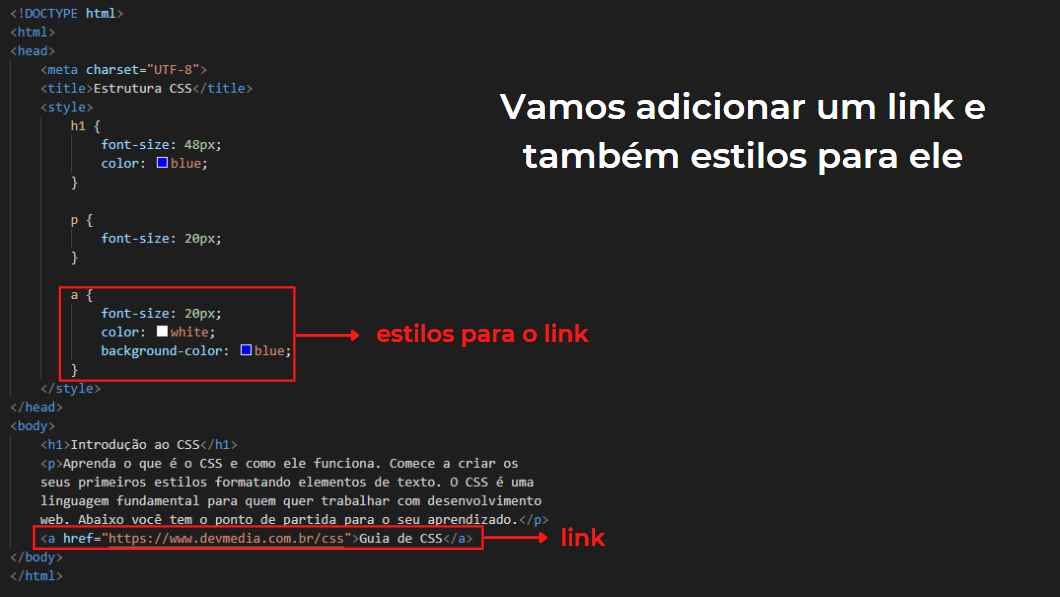 <!DOCTYPE html>
<html>
<head>
    <meta charset="UTF-8">
    <title>Estrutura CSS</title>
    <style>
        h1 {
            font-size: 48px;
            color: blue;
        }

        p {
            font-size: 20px;
        }

        a {
            font-size: 20px;
            color: white;
            background-color: blue;
        }
    </style>
</head>
<body>
    <h1>Introdução ao CSS</h1>
    <p>Aprenda o que é o CSS e como ele funciona. Comece a criar os
    seus primeiros estilos formatando elementos de texto. O CSS é uma
    linguagem fundamental para quem quer trabalhar com desenvolvimento
    web. Abaixo você tem o ponto de partida para o seu aprendizado.</p>
    <a href="https://www.devmedia.com.br/css">Guia de CSS</a>
</body>
</html>
Vamos adicionar um link e
também estilos para ele
estilos para o link
link